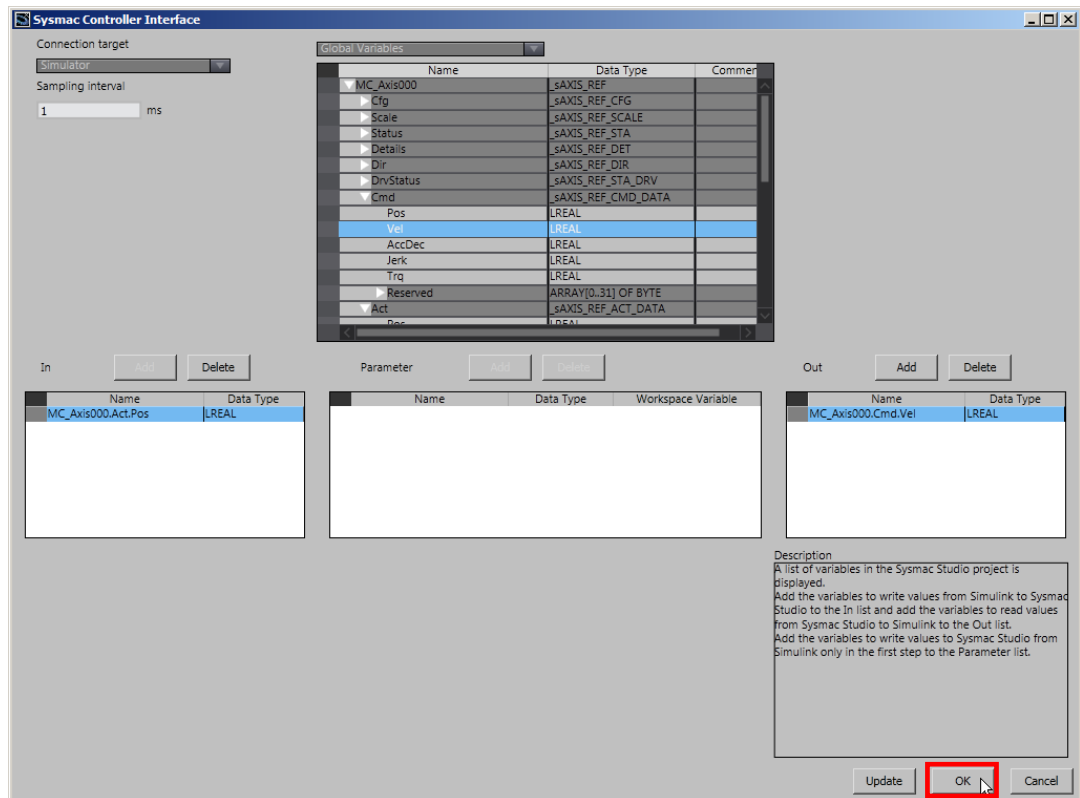 Sysmac Controller Interface
Connection target
Simulator
Sampling interval
1 ms
Global Variables
Name Data Type Commen
MC_Axis000 _sAXIS_REF
Cfg _sAXIS_REF_CFG
Scale _sAXIS_REF_SCALE
Status _sAXIS_REF_STA
Details _sAXIS_REF_DET
Dir _sAXIS_REF_DIR
DrvStatus _sAXIS_REF_STA_DRV
Cmd _sAXIS_REF_CMD_DATA
Pos LREAL
Vel LREAL
AccDec LREAL
Jerk LREAL
Trq LREAL
Reserved ARRAY[0..31] OF BYTE
Act _sAXIS_REF_ACT_DATA
Pos LREAL
In Add Delete
Name Data Type
MC_Axis000.Act.Pos LREAL
Parameter Add Delete
Name Data Type Workspace Variable
Out Add Delete
Name Data Type
MC_Axis000.Cmd.Vel LREAL
Description
A list of variables in the Sysmac Studio project is
displayed.
Add the variables to write values from Simulink to Sysmac
Studio to the In list and add the variables to read values
from Sysmac Studio to Simulink to the Out list.
Add the variables to write values to Sysmac Studio from
Simulink only in the first step to the Parameter list.
Update OK Cancel